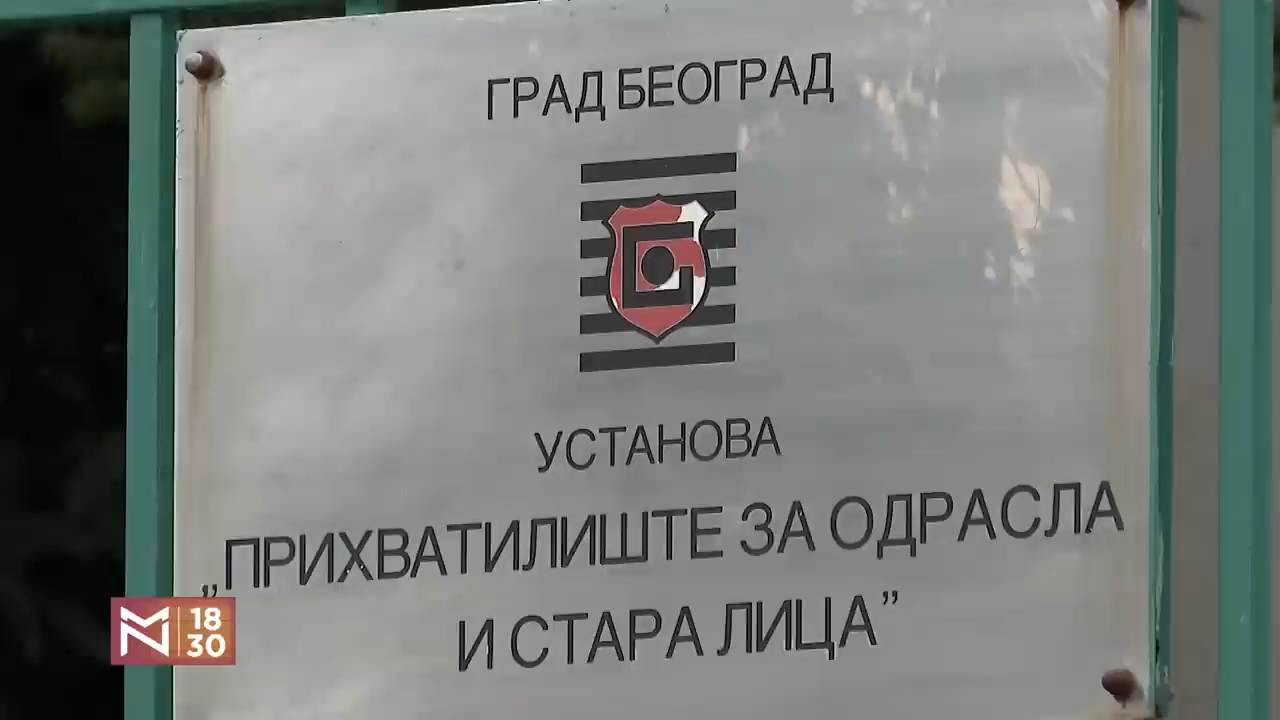 ГРАД БЕОГРАД
УСТАНОВА
„ПРИХВАТИЛИШТЕ ЗА ОДРАСЛА
И СТАРА ЛИЦА”
18
30